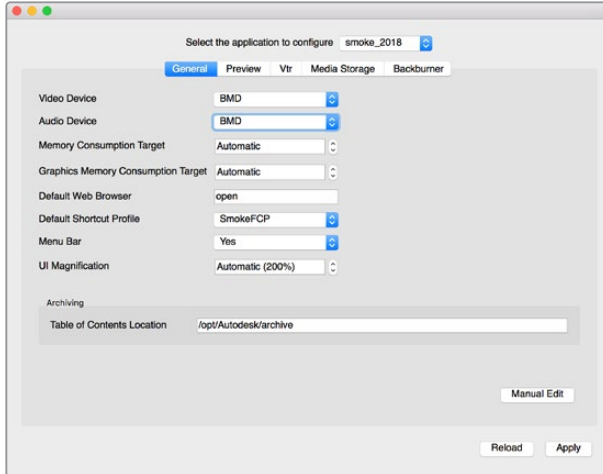 Select the application to configure smoke_2018
General Preview Vtr Media Storage Backburner
Video Device BMD
Audio Device BMD
Memory Consumption Target Automatic
Graphics Memory Consumption Target Automatic
Default Web Browser open
Default Shortcut Profile SmokeFCP
Menu Bar Yes
UI Magnification Automatic (200%)
Archiving
Table of Contents Location /opt/Autodesk/archive
Manual Edit
Reload Apply